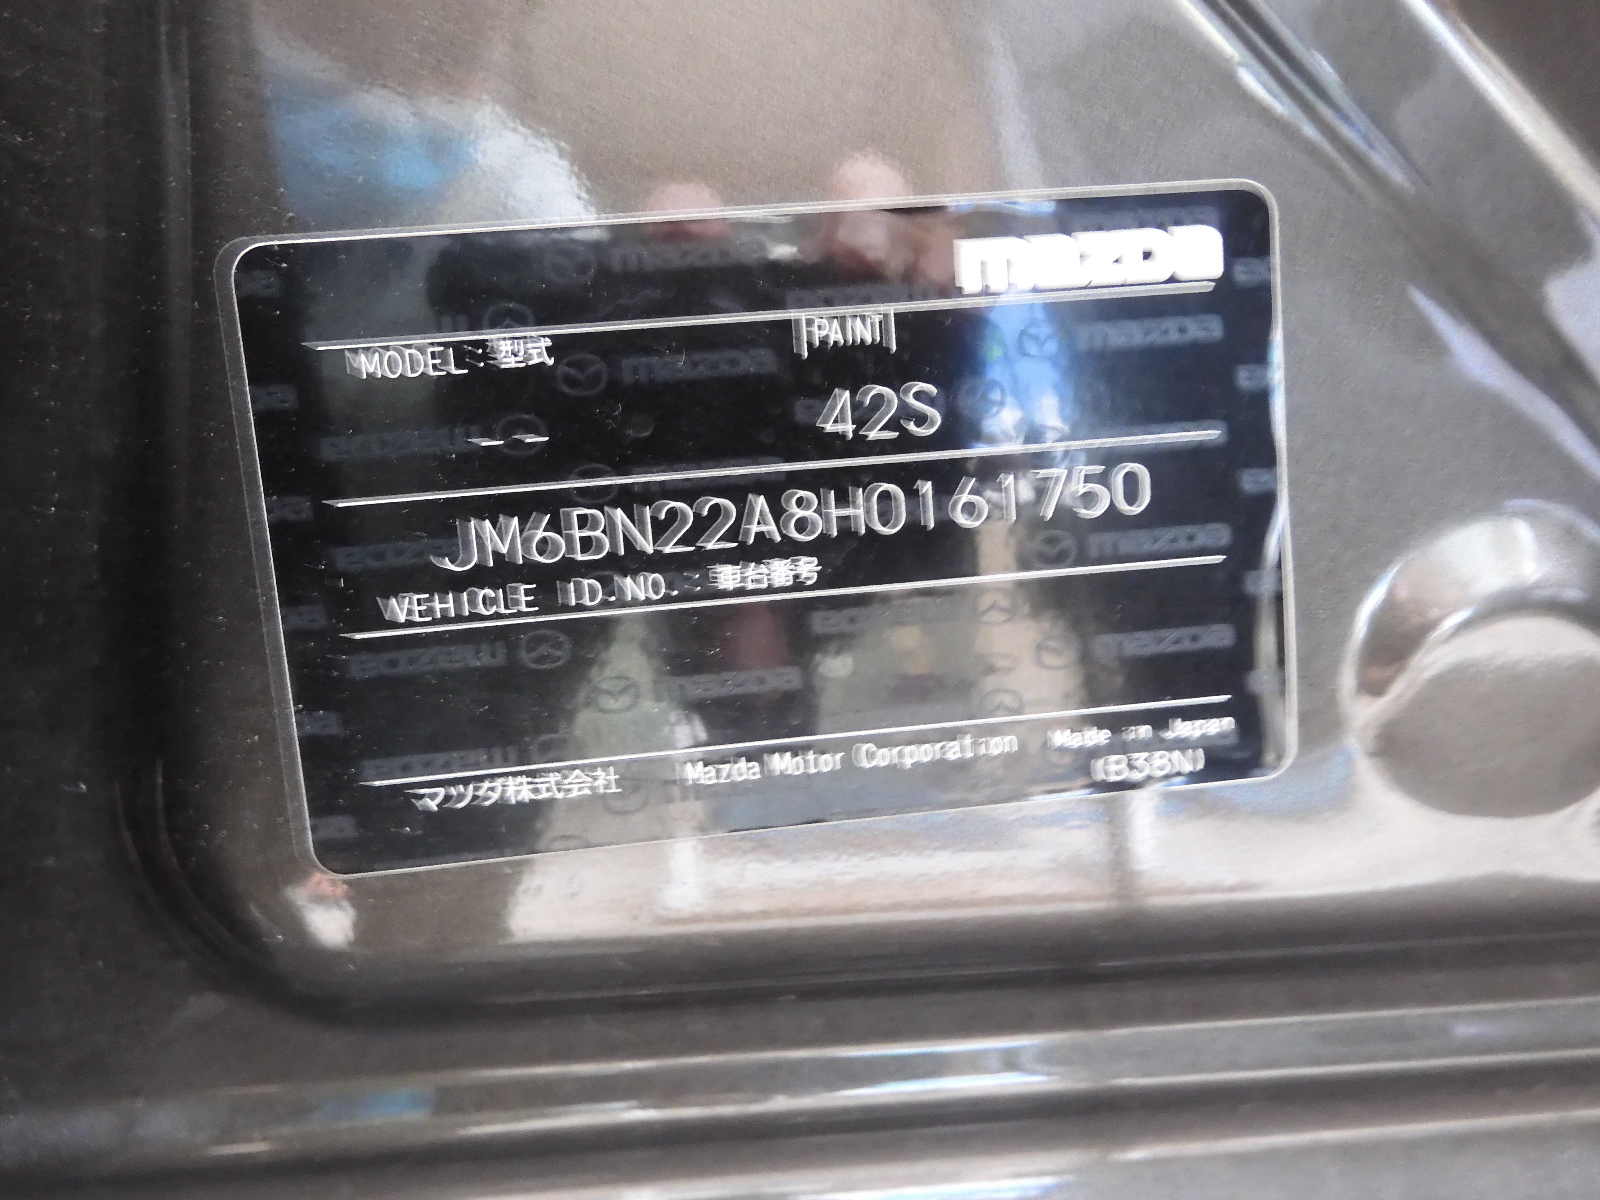 mazda
MODEL:型式 PAINT
-- 42S
JM6BN22A8H0161750
VEHICLE ID.NO.:車台番号
マツダ株式会社 Mazda Motor Corporation Made in Japan
(B38N)